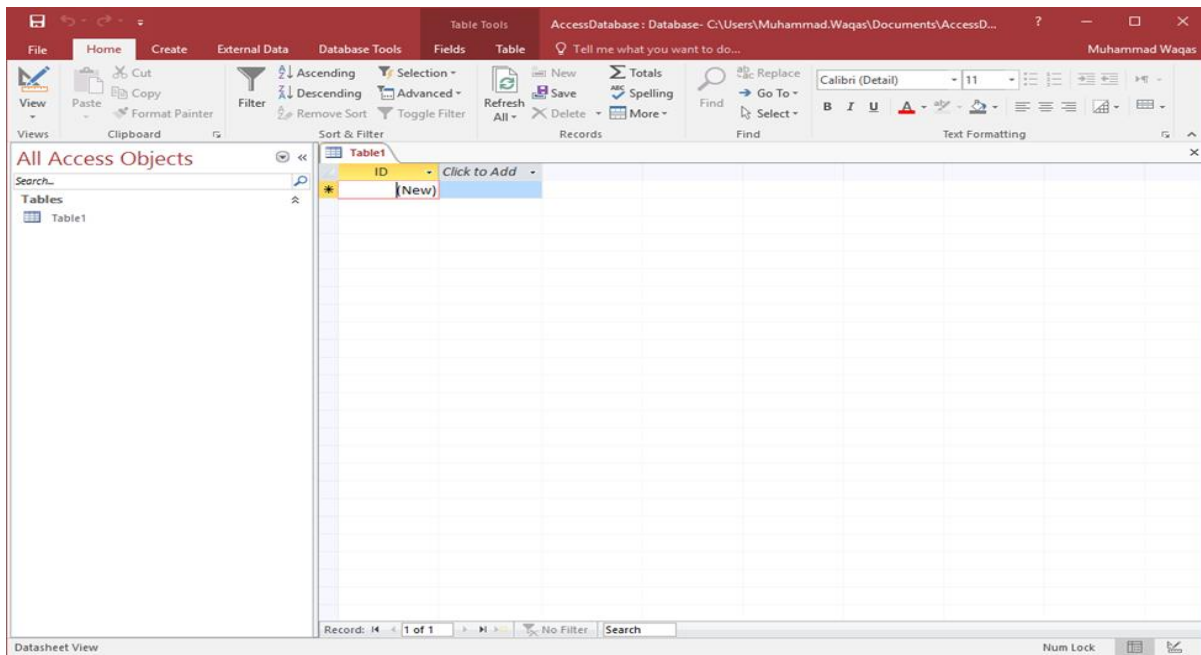 Table Tools
AccessDatabase : Database- C:\Users\Muhammad.Waqas\Documents\AccessD...
?
File
Home
Create
External Data
Database Tools
Fields
Table
Tell me what you want to do...
Muhammad Waqas
View
Paste
Cut
Copy
Format Painter
Filter
Ascending
Descending
Remove Sort
Selection
Advanced
Toggle Filter
Refresh
All
New
Save
Delete
Totals
Spelling
More
Find
Replace
Go To
Select
Calibri (Detail)
11
B I U A
Views
Clipboard
Sort & Filter
Records
Find
Text Formatting
All Access Objects
Search...
Tables
Table1
Table1
ID
Click to Add
(New)
Record:
1 of 1
No Filter
Search
Datasheet View
Num Lock